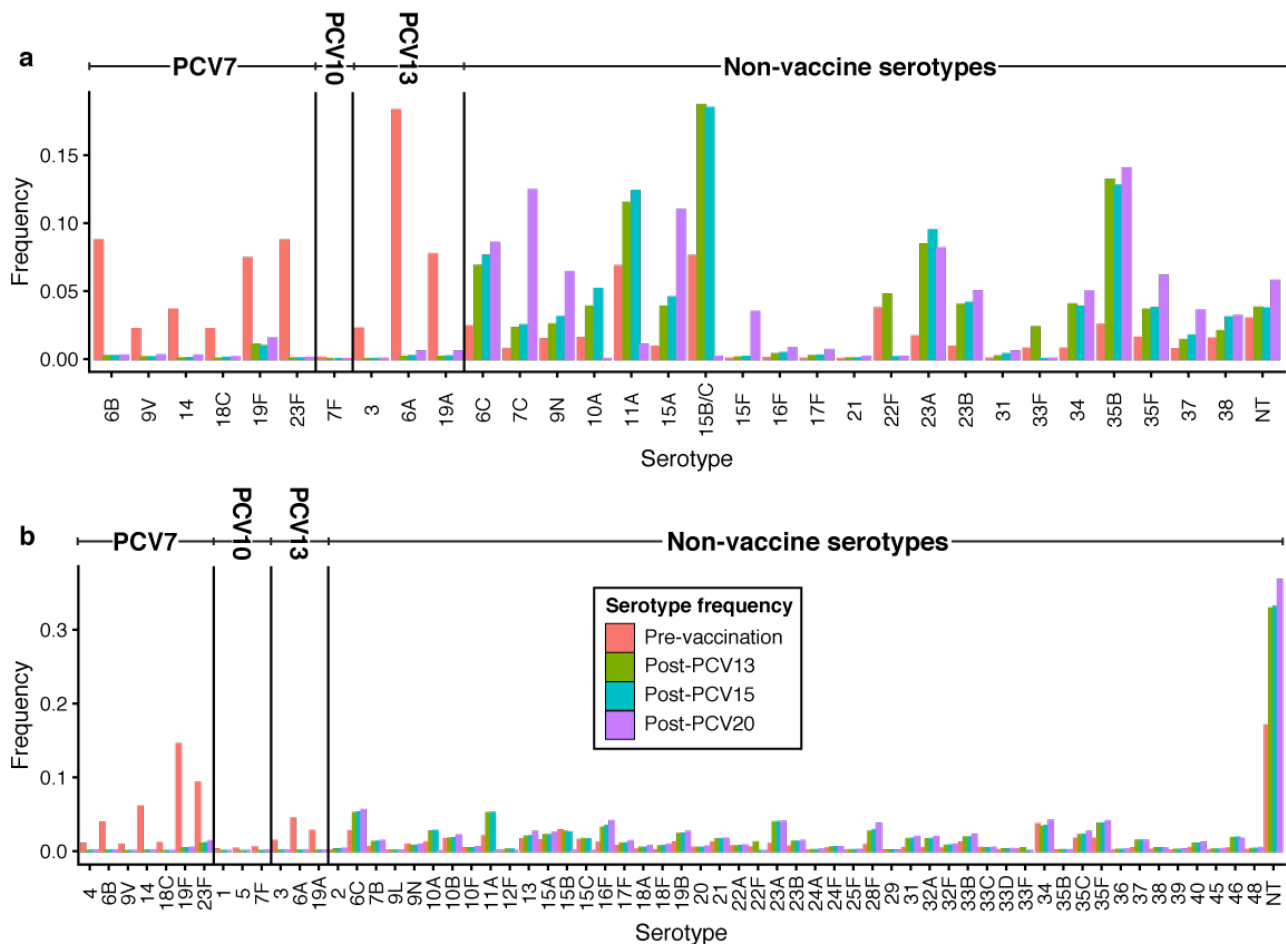 a
PCV7
PCV10
PCV13
Non-vaccine serotypes
Frequency
0.15
0.10
0.05
0.00
6B 9V 14 18C 19F 23F 7F 3 6A 19A 6C 7C 9N 10A 11A 15A 15B/C 15F 16F 17F 21 22F 23A 23B 31 33F 34 35B 35F 37 38 NT
Serotype
b
PCV7
PCV10
PCV13
Non-vaccine serotypes
Frequency
0.3
0.2
0.1
0.0
Serotype frequency
Pre-vaccination
Post-PCV13
Post-PCV15
Post-PCV20
4 6B 9V 14 18C 19F 23F 1 5 7F 3 6A 19A 2 6C 7B 9L 9N 10A 10B 10F 11A 12F 13 15A 15B 15C 16F 17F 18A 18F 19B 20 21 22A 22F 23A 23B 24A 24F 25F 28F 29 31 32A 32F 33B 33C 33D 33F 34 35B 35C 35F 36 37 38 39 40 45 46 48 NT
Serotype